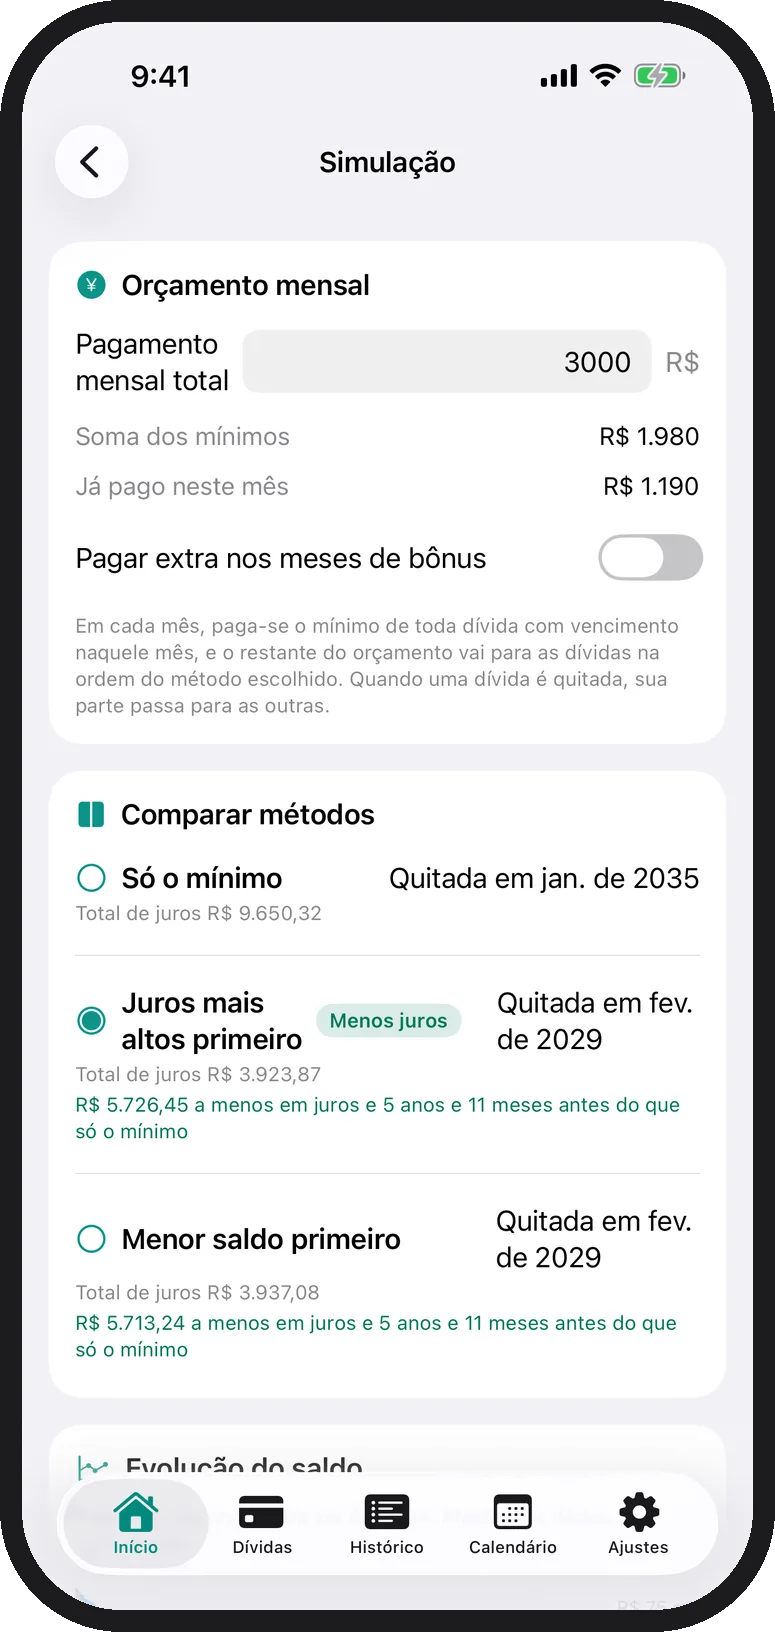 9:41
Simulação
¥ Orçamento mensal
Pagamento
mensal total
3000 R$
Soma dos mínimos R$ 1.980
Já pago neste mês R$ 1.190
Pagar extra nos meses de bônus
Em cada mês, paga-se o mínimo de toda dívida com vencimento
naquele mês, e o restante do orçamento vai para as dívidas na
ordem do método escolhido. Quando uma dívida é quitada, sua
parte passa para as outras.
Comparar métodos
Só o mínimo Quitada em jan. de 2035
Total de juros R$ 9.650,32
Juros mais
altos primeiro
Menos juros
Quitada em fev.
de 2029
Total de juros R$ 3.923,87
R$ 5.726,45 a menos em juros e 5 anos e 11 meses antes do que
só o mínimo
Menor saldo primeiro
Quitada em fev.
de 2029
Total de juros R$ 3.937,08
R$ 5.713,24 a menos em juros e 5 anos e 11 meses antes do que
só o mínimo
Evolução do saldo
Início Dívidas Histórico Calendário Ajustes